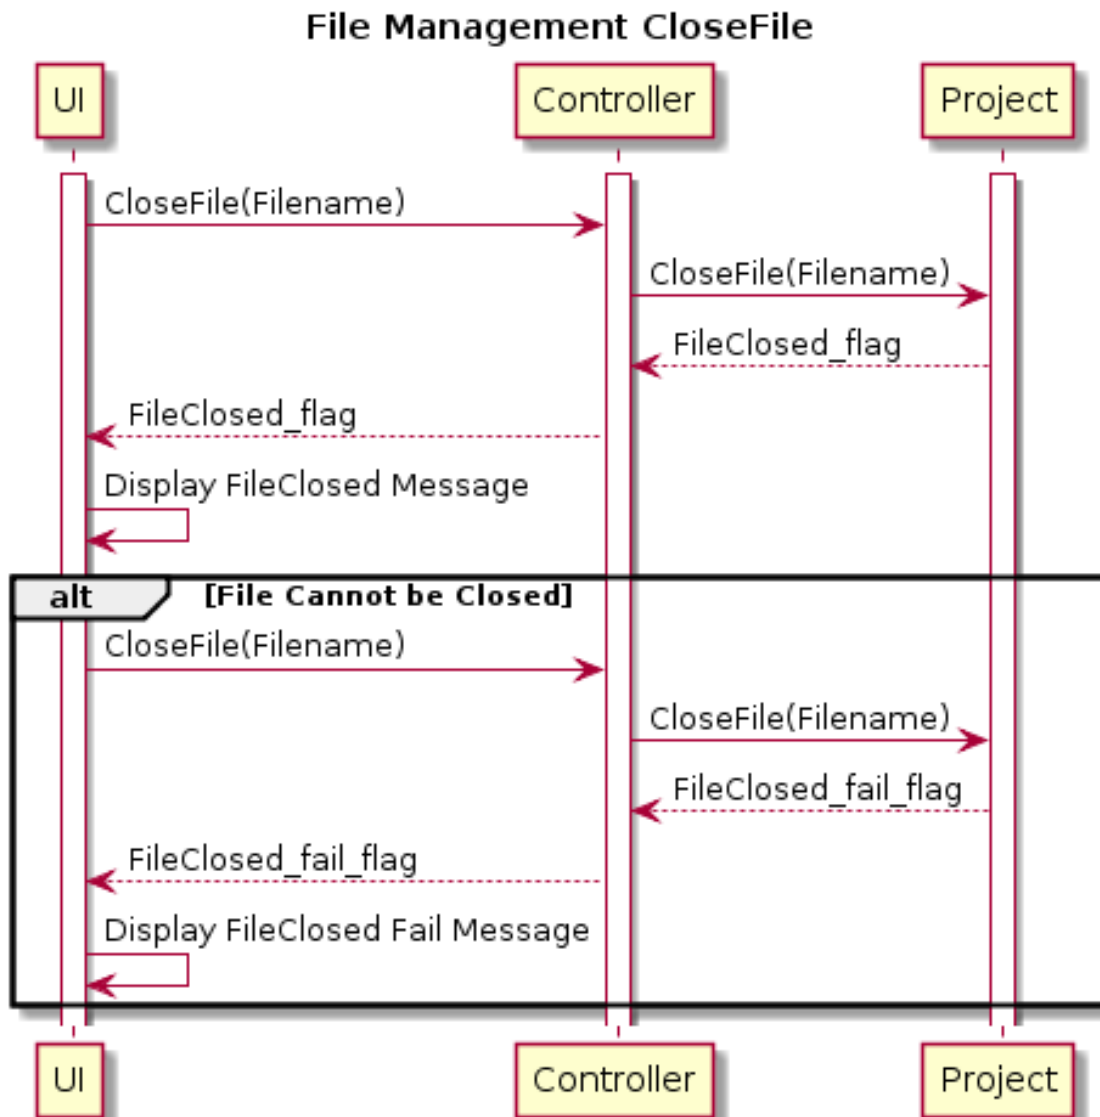 File Management CloseFile
UI Controller Project
CloseFile(Filename)
CloseFile(Filename)
FileClosed_flag
FileClosed_flag
Display FileClosed Message
alt [File Cannot be Closed]
CloseFile(Filename)
CloseFile(Filename)
FileClosed_fail_flag
FileClosed_fail_flag
Display FileClosed Fail Message
UI Controller Project